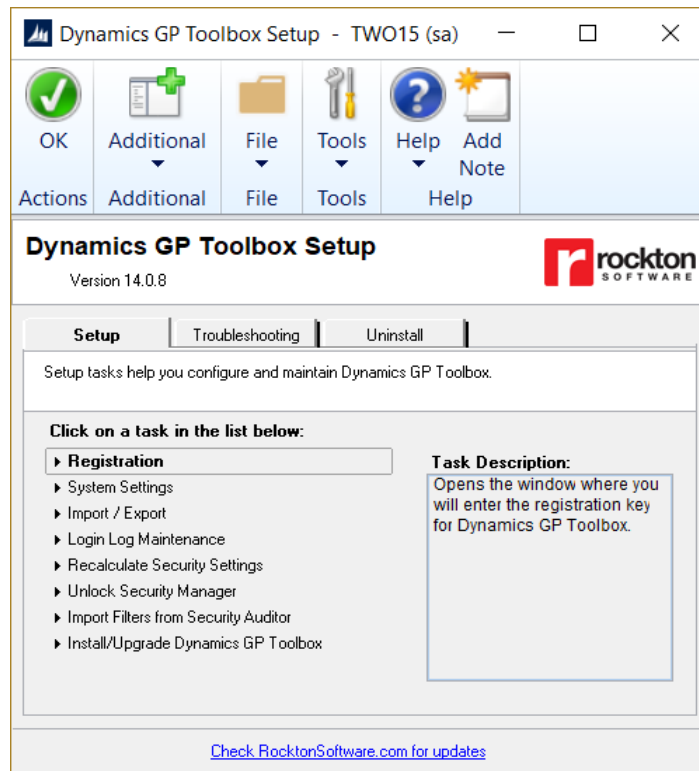 Dynamics GP Toolbox Setup - TWO15 (sa)
OK
Additional
File
Tools
Help
Add
Note
Actions
Additional
File
Tools
Help
Dynamics GP Toolbox Setup
Version 14.0.8
rockton
SOFTWARE
Setup
Troubleshooting
Uninstall
Setup tasks help you configure and maintain Dynamics GP Toolbox.
Click on a task in the list below:
Registration
System Settings
Import / Export
Login Log Maintenance
Recalculate Security Settings
Unlock Security Manager
Import Filters from Security Auditor
Install/Upgrade Dynamics GP Toolbox
Task Description:
Opens the window where you
will enter the registration key
for Dynamics GP Toolbox.
Check RocktonSoftware.com for updates